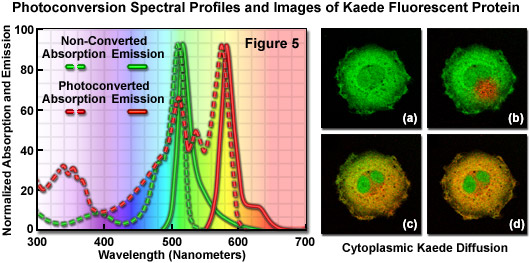 Photoconversion Spectral Profiles and Images of Kaede Fluorescent Protein
Normalized Absorption and Emission
100
80
60
40
20
0
Non-Converted
Absorption Emission
Photoconverted
Absorption Emission
Figure 5
300
400
500
600
700
Wavelength (Nanometers)
(a)
(b)
(c)
(d)
Cytoplasmic Kaede Diffusion